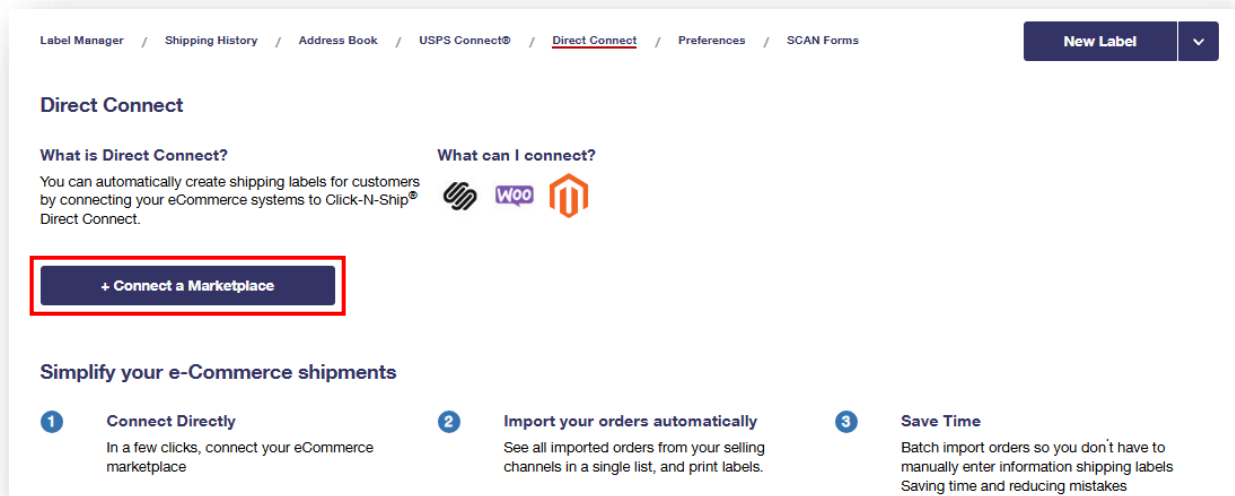 Label Manager / Shipping History / Address Book / USPS Connect® / Direct Connect / Preferences / SCAN Forms
New Label
Direct Connect
What is Direct Connect?
You can automatically create shipping labels for customers
by connecting your eCommerce systems to Click-N-Ship®
Direct Connect.
What can I connect?
WOO
+ Connect a Marketplace
Simplify your e-Commerce shipments
1
Connect Directly
In a few clicks, connect your eCommerce
marketplace
2
Import your orders automatically
See all imported orders from your selling
channels in a single list, and print labels.
3
Save Time
Batch import orders so you don't have to
manually enter information shipping labels
Saving time and reducing mistakes